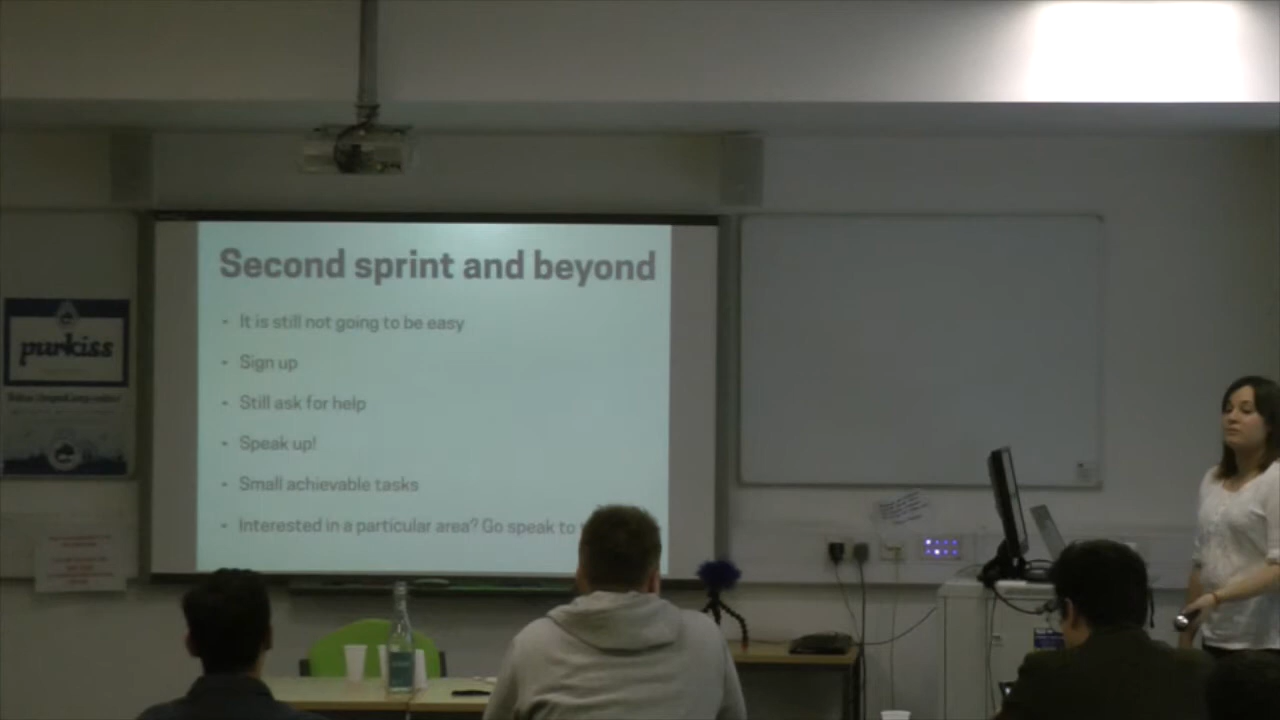 Second sprint and beyond
- It is still not going to be easy
- Sign up
- Still ask for help
- Speak up!
- Small achievable tasks
- Interested in a particular area? Go speak to
purkiss